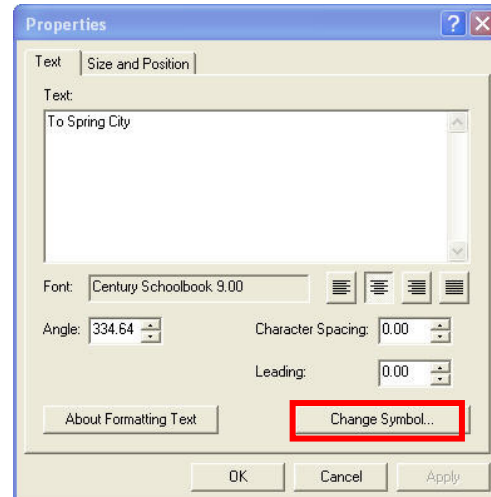 Properties
Text Size and Position
Text:
To Spring City
Font: Century Schoolbook 9.00
Angle: 334.64 Character Spacing: 0.00
Leading: 0.00
About Formatting Text Change Symbol...
OK Cancel Apply